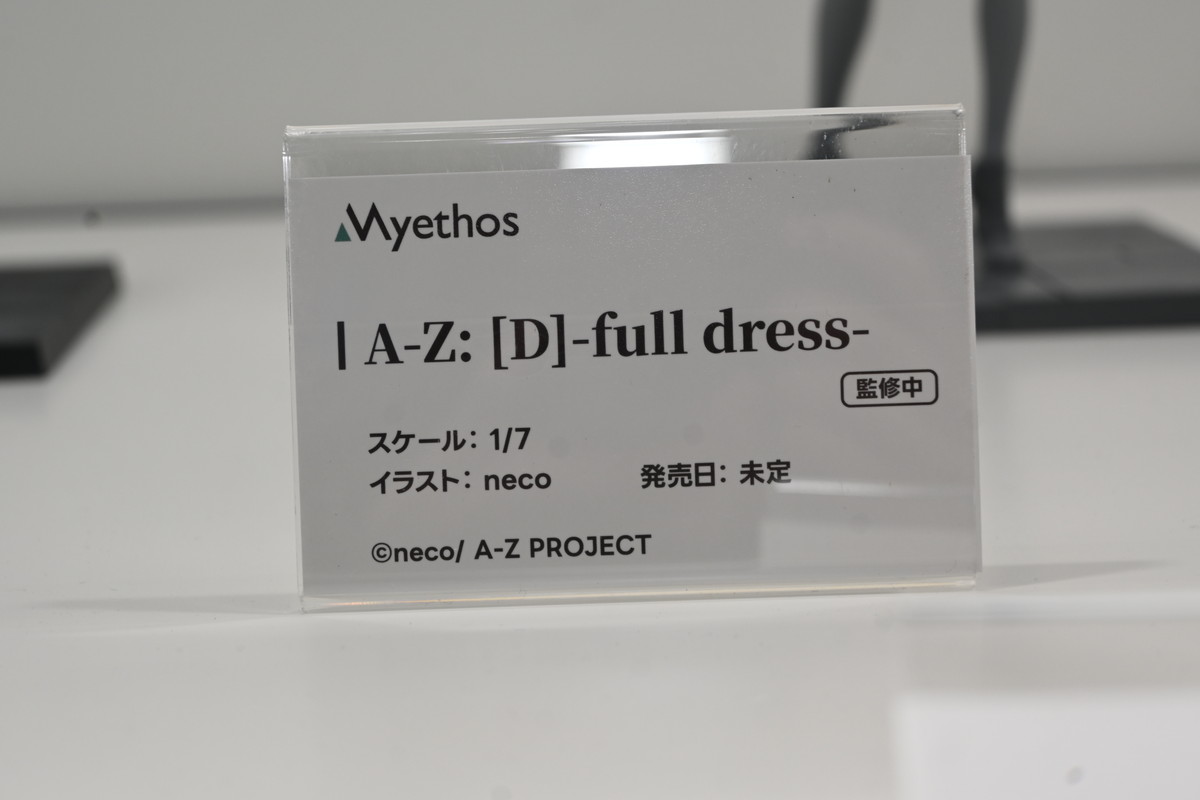 Myethos
A-Z: [D]-full dress-
監修中
スケール： 1/7
イラスト： neco 発売日： 未定
©neco/ A-Z PROJECT